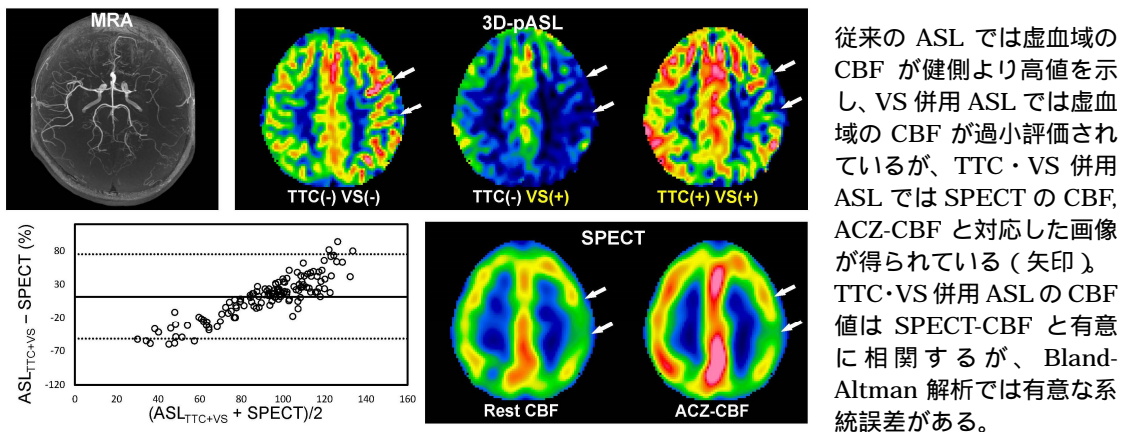 MRA
3D-pASL
TTC(-) VS(-)
TTC(-) VS(+)
TTC(+) VS(+)
ASL TTC+VS – SPECT (%)
80
30
-20
-70
-120
0 20 40 60 80 100 120 140 160
(ASL TTC+VS + SPECT)/2
SPECT
Rest CBF
ACZ-CBF
従来の ASL では虚血域の
CBF が健側より高値を示
し、VS 併用 ASL では虚血
域の CBF が過小評価され
ているが、TTC・VS 併用
ASL では SPECT の CBF,
ACZ-CBF と対応した画像
が得られている（矢印）。
TTC・VS 併用 ASL の CBF
値は SPECT-CBF と有意
に相関するが、Bland-
Altman 解析では有意な系
統誤差がある。